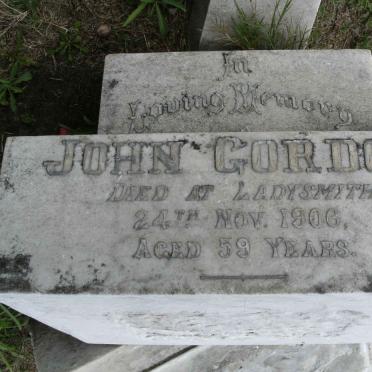 In
Loving Memory
JOHN GORDO
DIED AT LADYSMITH
24TH NOV. 1906,
AGED 59 YEARS.